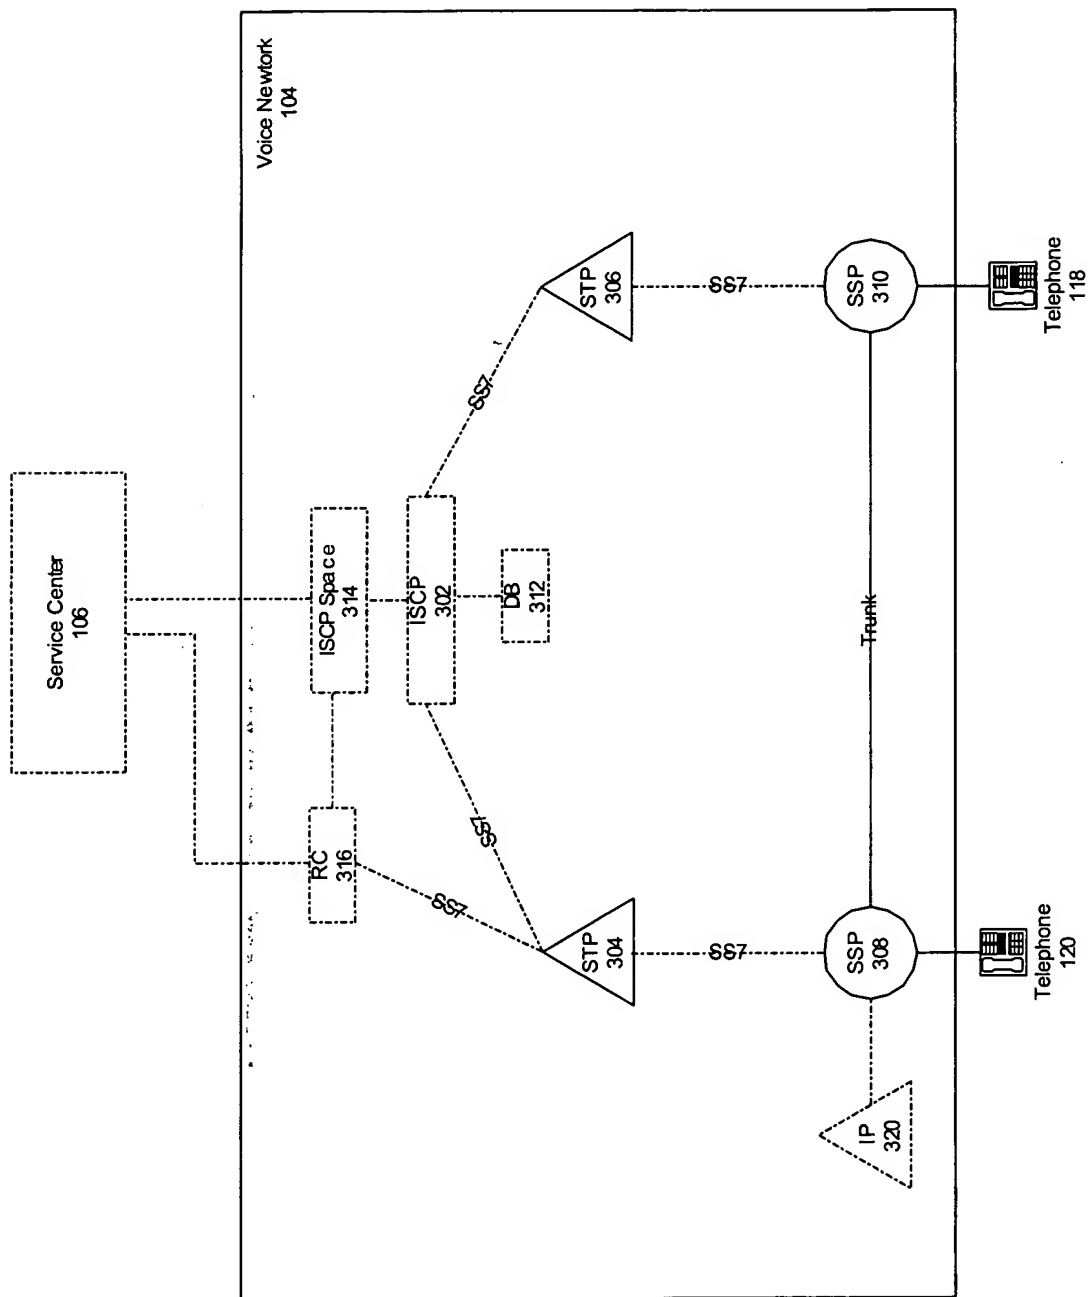 Service Center
106
Voice Newtork
104
RC
316
ISCP Space
314
ISCP
302
DB
312
SS7
SS7
SS7
STP
304
STP
306
SS7
SS7
IP
320
SSP
308
Trunk
SSP
310
Telephone
120
Telephone
118